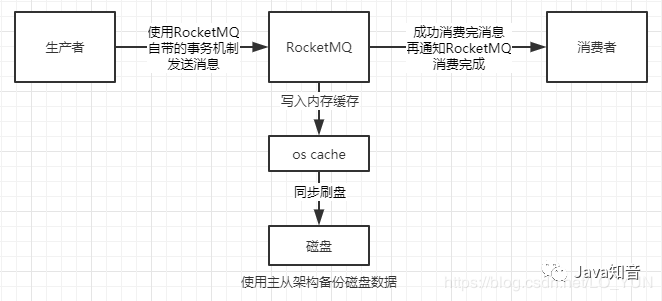 生产者
使用RocketMQ
自带的事务机制
发送消息
RocketMQ
成功消费完消息
再通知RocketMQ
消费完成
消费者
写入内存缓存
os cache
同步刷盘
磁盘
使用主从架构备份磁盘数据
Java知音
https://blog.csdn.net/LO_YUN